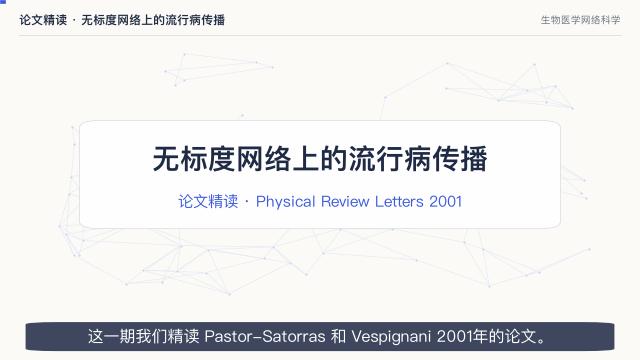 论文精读 · 无标度网络上的流行病传播
生物医学网络科学
无标度网络上的流行病传播
论文精读 · Physical Review Letters 2001
这一期我们精读 Pastor–Satorras 和 Vespignani 2001年的论文。